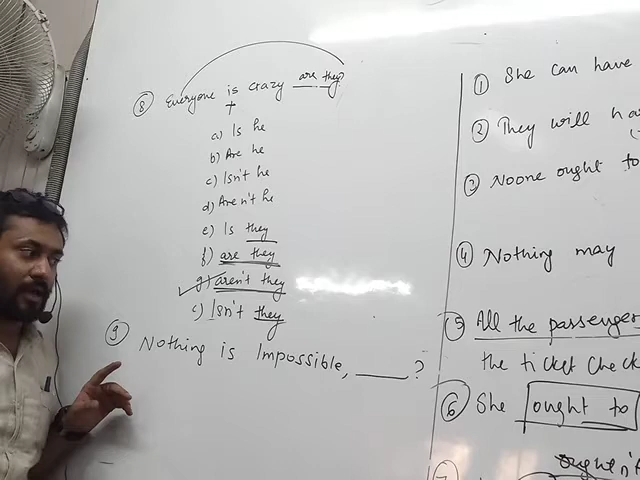 ⑧ Everyone is crazy are they?
+
a) Is he
b) Are he
c) Isn't he
d) Aren't he
e) Is they
f) are they
g) aren't they
c) Isn't they
⑨ Nothing is Impossible, ____ ?
① She can have
② They will ha
③ Noone ought to
④ Nothing may
⑤ All the passenger
the ticket check
⑥ She ought to